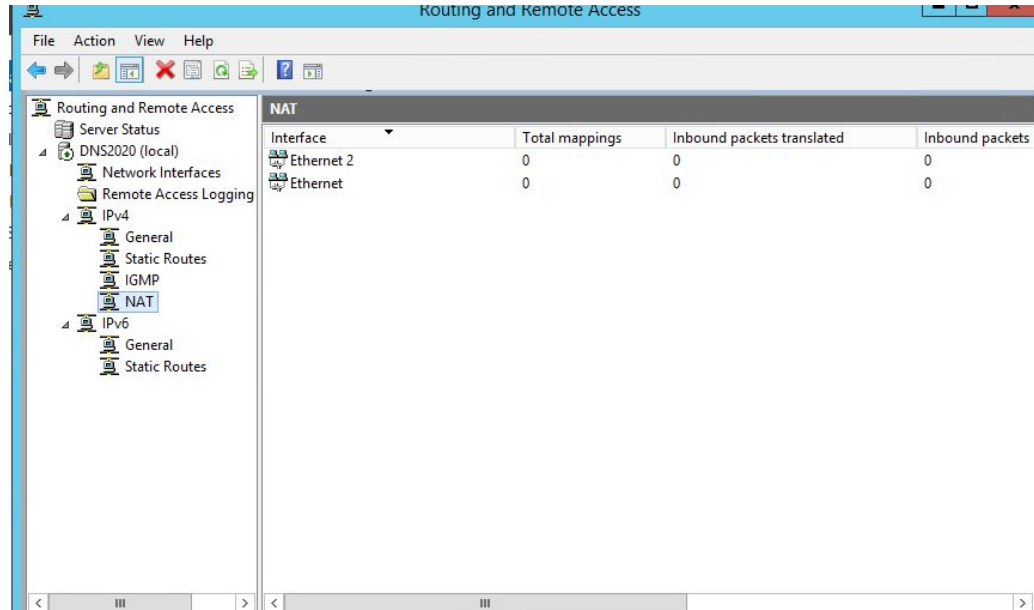 Routing and Remote Access
File Action View Help
Routing and Remote Access
Server Status
DNS2020 (local)
Network Interfaces
Remote Access Logging
IPv4
General
Static Routes
IGMP
NAT
IPv6
General
Static Routes
NAT
Interface Total mappings Inbound packets translated Inbound packets
Ethernet 2 0 0 0
Ethernet 0 0 0